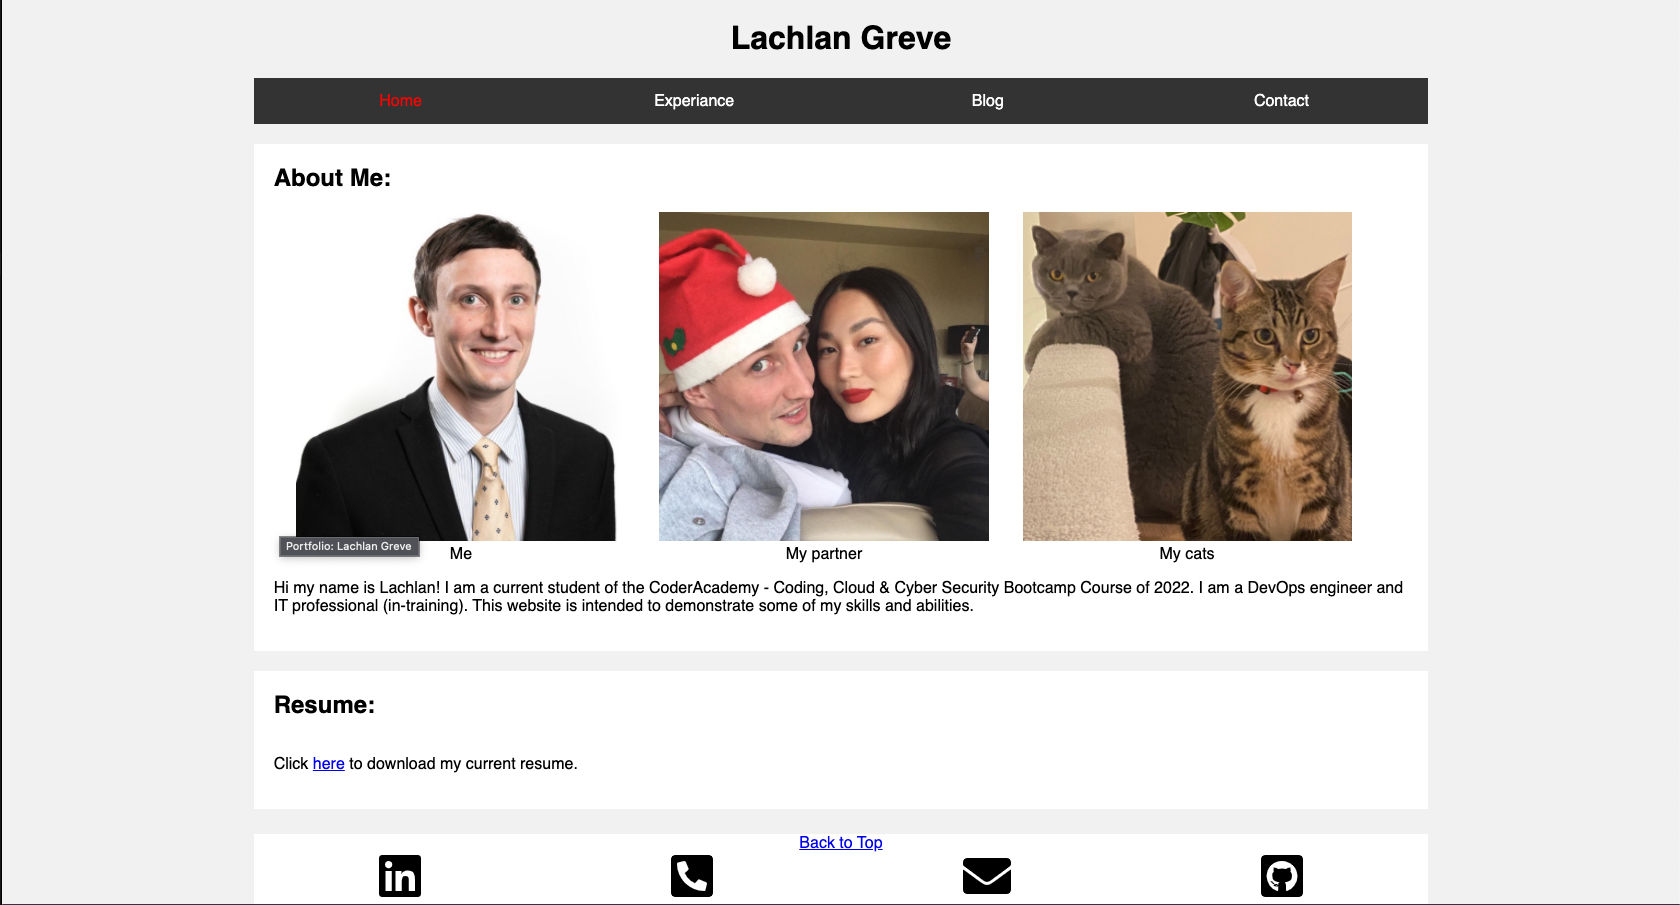 Lachlan Greve
Home Experiance Blog Contact
About Me:
Portfolio: Lachlan Greve
Me My partner My cats
Hi my name is Lachlan! I am a current student of the CoderAcademy - Coding, Cloud & Cyber Security Bootcamp Course of 2022. I am a DevOps engineer and
IT professional (in-training). This website is intended to demonstrate some of my skills and abilities.
Resume:
Click here to download my current resume.
Back to Top
in